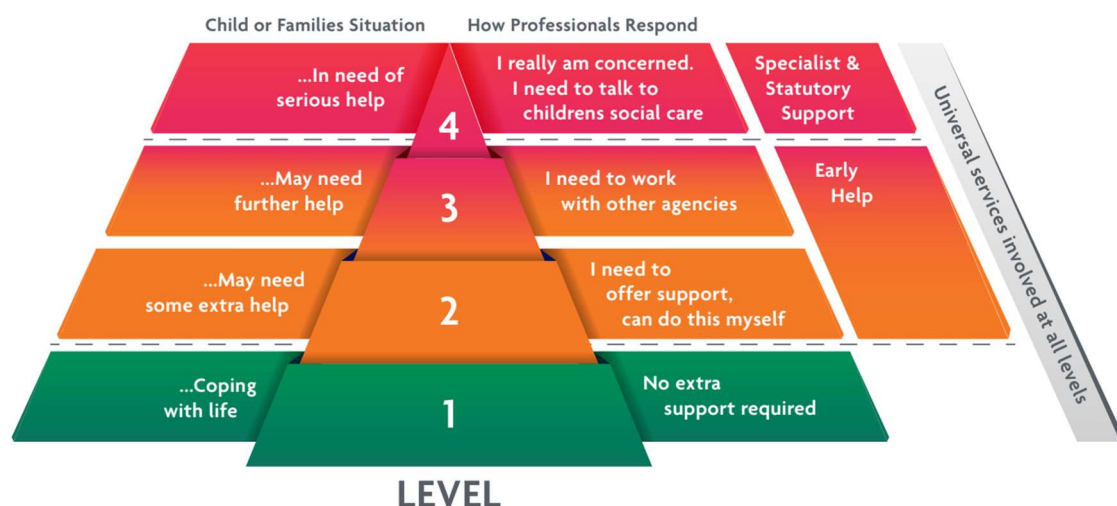 Child or Families Situation
How Professionals Respond
...In need of
serious help
4
I really am concerned.
I need to talk to
childrens social care
Specialist &
Statutory
Support
...May need
further help
3
I need to work
with other agencies
Early
Help
...May need
some extra help
2
I need to
offer support,
can do this myself
...Coping
with life
1
No extra
support required
Universal services involved at all levels
LEVEL